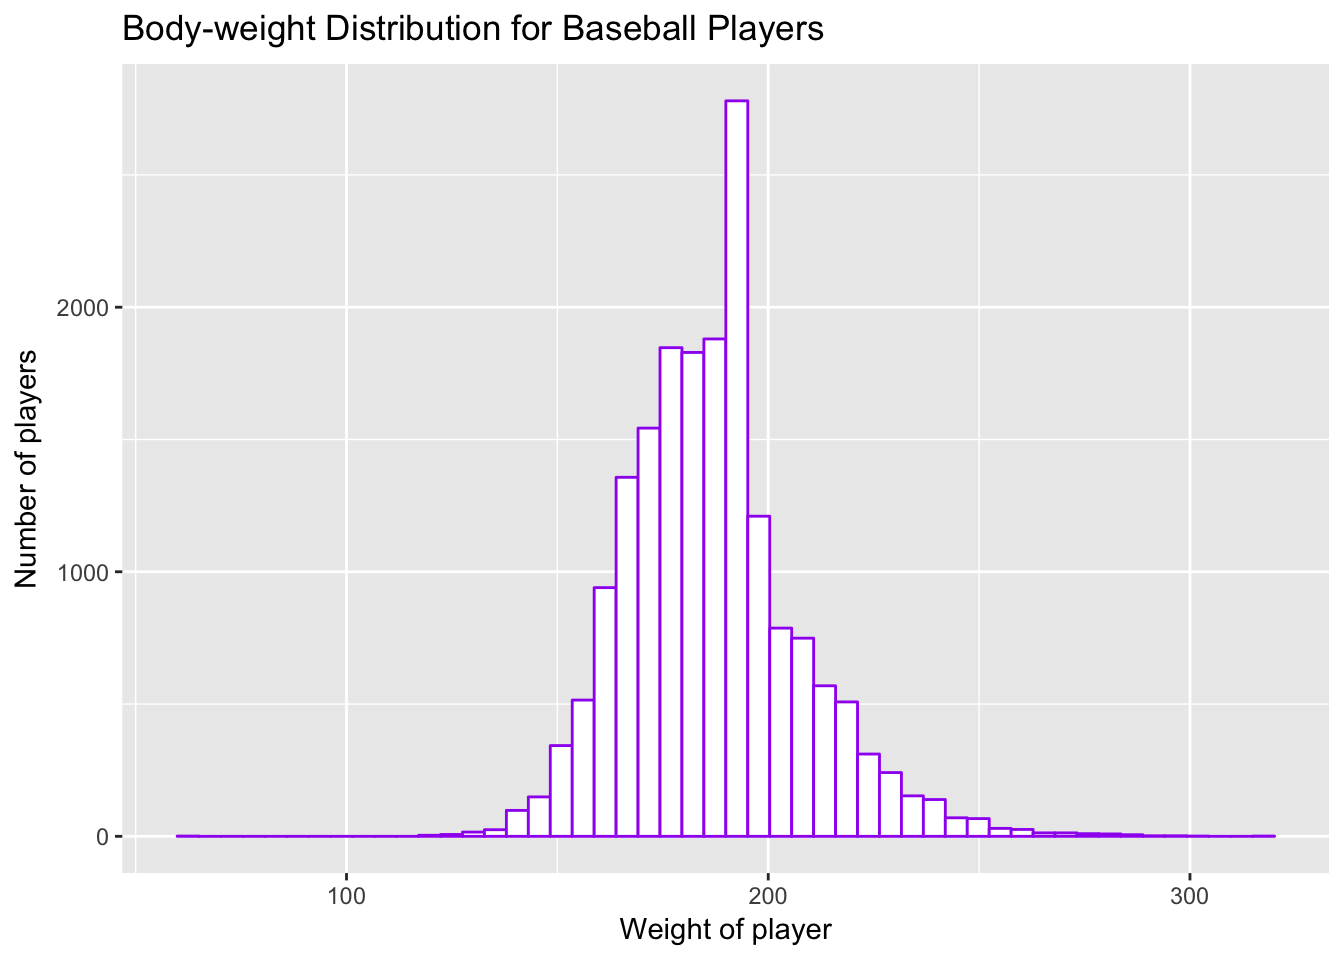 Body-weight Distribution for Baseball Players
Number of players
2000
1000
0
100 200 300
Weight of player